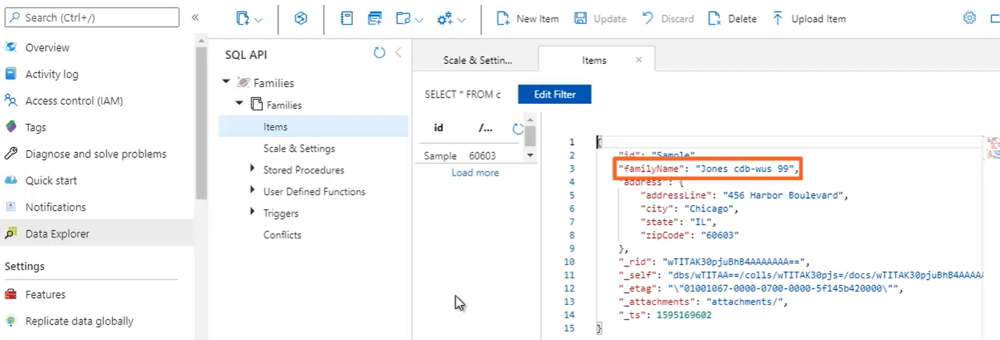 Search (Ctrl+/)
«
New Item
Update
Discard
Delete
Upload Item
Overview
Activity log
Access control (IAM)
Tags
Diagnose and solve problems
Quick start
Notifications
Data Explorer
Settings
Features
Replicate data globally
SQL API
Families
Families
Items
Scale & Settings
Stored Procedures
User Defined Functions
Triggers
Conflicts
Scale & Settin...
Items
SELECT * FROM c
Edit Filter
id /...
Sample 60603
Load more
1 {
2 "id": "Sample"
3 "familyName": "Jones cdb-wus 99",
4 "address": {
5 "addressLine": "456 Harbor Boulevard",
6 "city": "Chicago",
7 "state": "IL",
8 "zipCode": "60603"
9 },
10 "_rid": "wTITAK30pjuBhB4AAAAAAA==",
11 "_self": "dbs/wTITAA==/colls/wTITAK30pjs=/docs/wTITAK30pjuBhB4AAAAA
12 "_etag": "\"01001067-0000-0700-0000-5f145b420000\"",
13 "_attachments": "attachments/",
14 "_ts": 1595169602
15 }